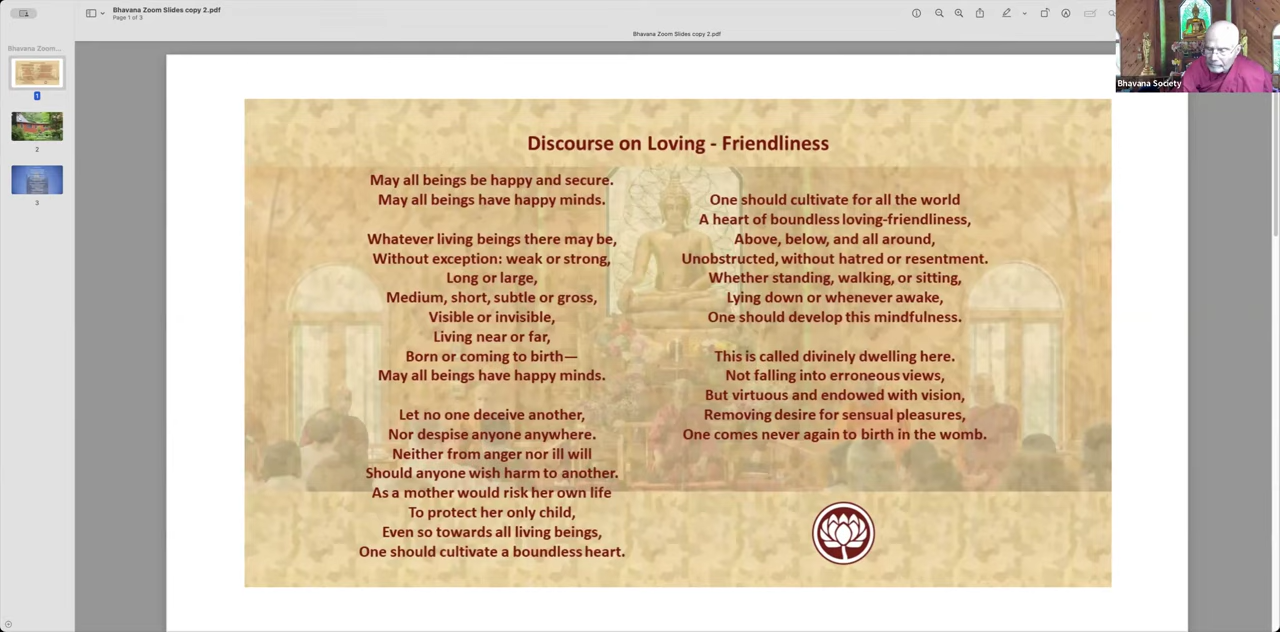 Bhavana Zoom Slides copy 2.pdf
Page 1 of 3
Bhavana Zoom...
1
2
3
Bhavana Zoom Slides copy 2.pdf
Bhavana Society
Discourse on Loving - Friendliness
May all beings be happy and secure.
May all beings have happy minds.
Whatever living beings there may be,
Without exception: weak or strong,
Long or large,
Medium, short, subtle or gross,
Visible or invisible,
Living near or far,
Born or coming to birth—
May all beings have happy minds.
Let no one deceive another,
Nor despise anyone anywhere.
Neither from anger nor ill will
Should anyone wish harm to another.
As a mother would risk her own life
To protect her only child,
Even so towards all living beings,
One should cultivate a boundless heart.
One should cultivate for all the world
A heart of boundless loving-friendliness,
Above, below, and all around,
Unobstructed, without hatred or resentment.
Whether standing, walking, or sitting,
Lying down or whenever awake,
One should develop this mindfulness.
This is called divinely dwelling here.
Not falling into erroneous views,
But virtuous and endowed with vision,
Removing desire for sensual pleasures,
One comes never again to birth in the womb.